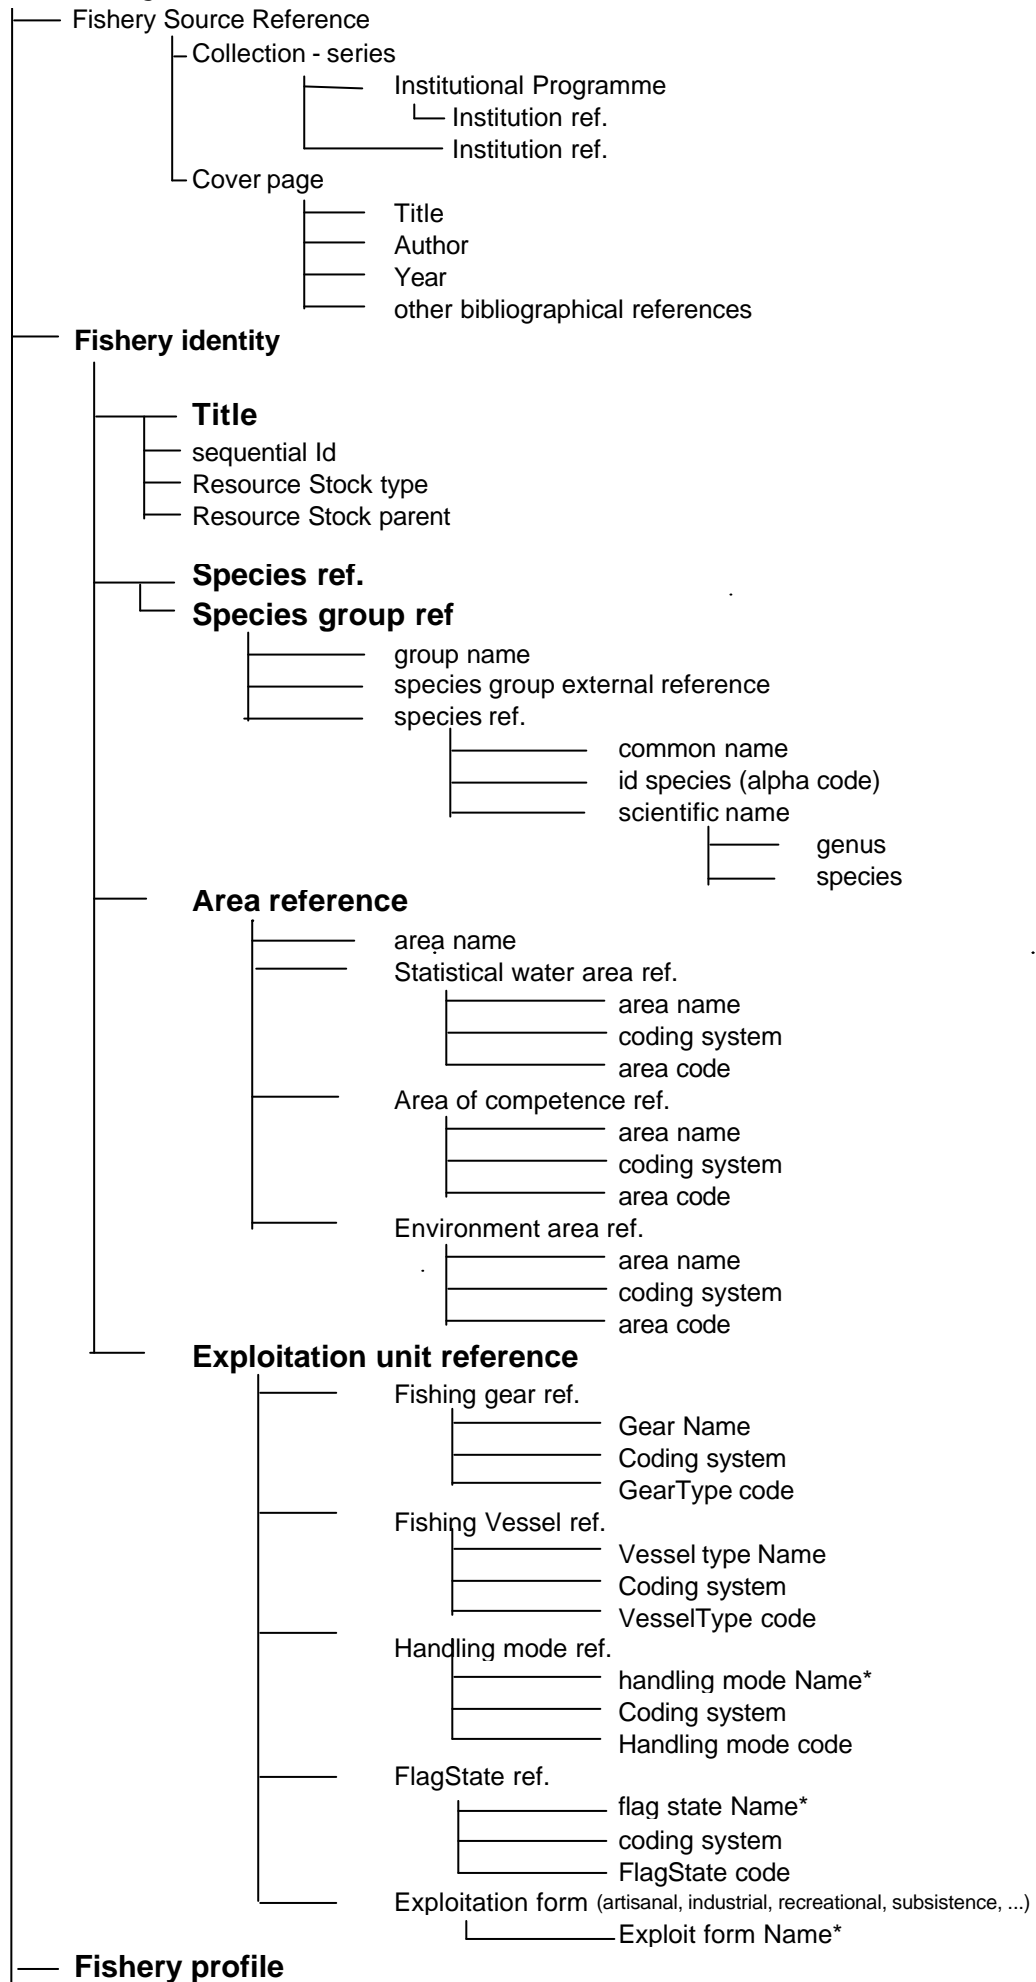 Fishery Source Reference
Collection - series
Institutional Programme
Institution ref.
Institution ref.
Cover page
Title
Author
Year
other bibliographical references
Fishery identity
Title
sequential Id
Resource Stock type
Resource Stock parent
Species ref.
Species group ref
group name
species group external reference
species ref.
common name
id species (alpha code)
scientific name
genus
species
Area reference
area name
Statistical water area ref.
area name
coding system
area code
Area of competence ref.
area name
coding system
area code
Environment area ref.
area name
coding system
area code
Exploitation unit reference
Fishing gear ref.
Gear Name
Coding system
GearType code
Fishing Vessel ref.
Vessel type Name
Coding system
VesselType code
Handling mode ref.
handling mode Name*
Coding system
Handling mode code
FlagState ref.
flag state Name*
coding system
FlagState code
Exploitation form (artisanal, industrial, recreational, subsistence, ...)
Exploit form Name*
Fishery profile